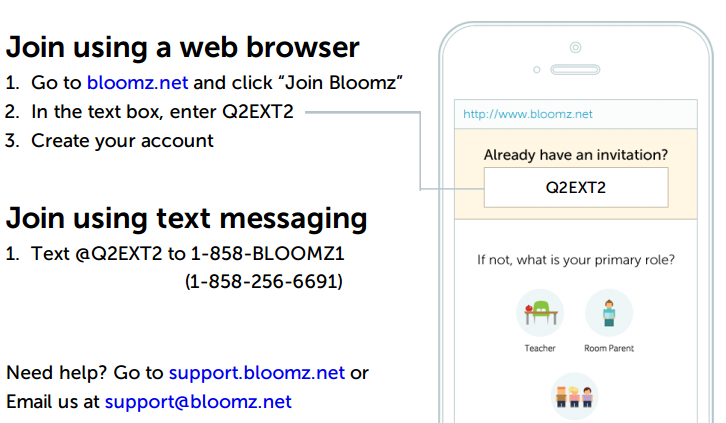 Join using a web browser
1. Go to bloomz.net and click “Join Bloomz”
2. In the text box, enter Q2EXT2
3. Create your account
Join using text messaging
1. Text @Q2EXT2 to 1-858-BLOOMZ1
(1-858-256-6691)
Need help? Go to support.bloomz.net or
Email us at support@bloomz.net
http://www.bloomz.net
Already have an invitation?
Q2EXT2
If not, what is your primary role?
Teacher
Room Parent